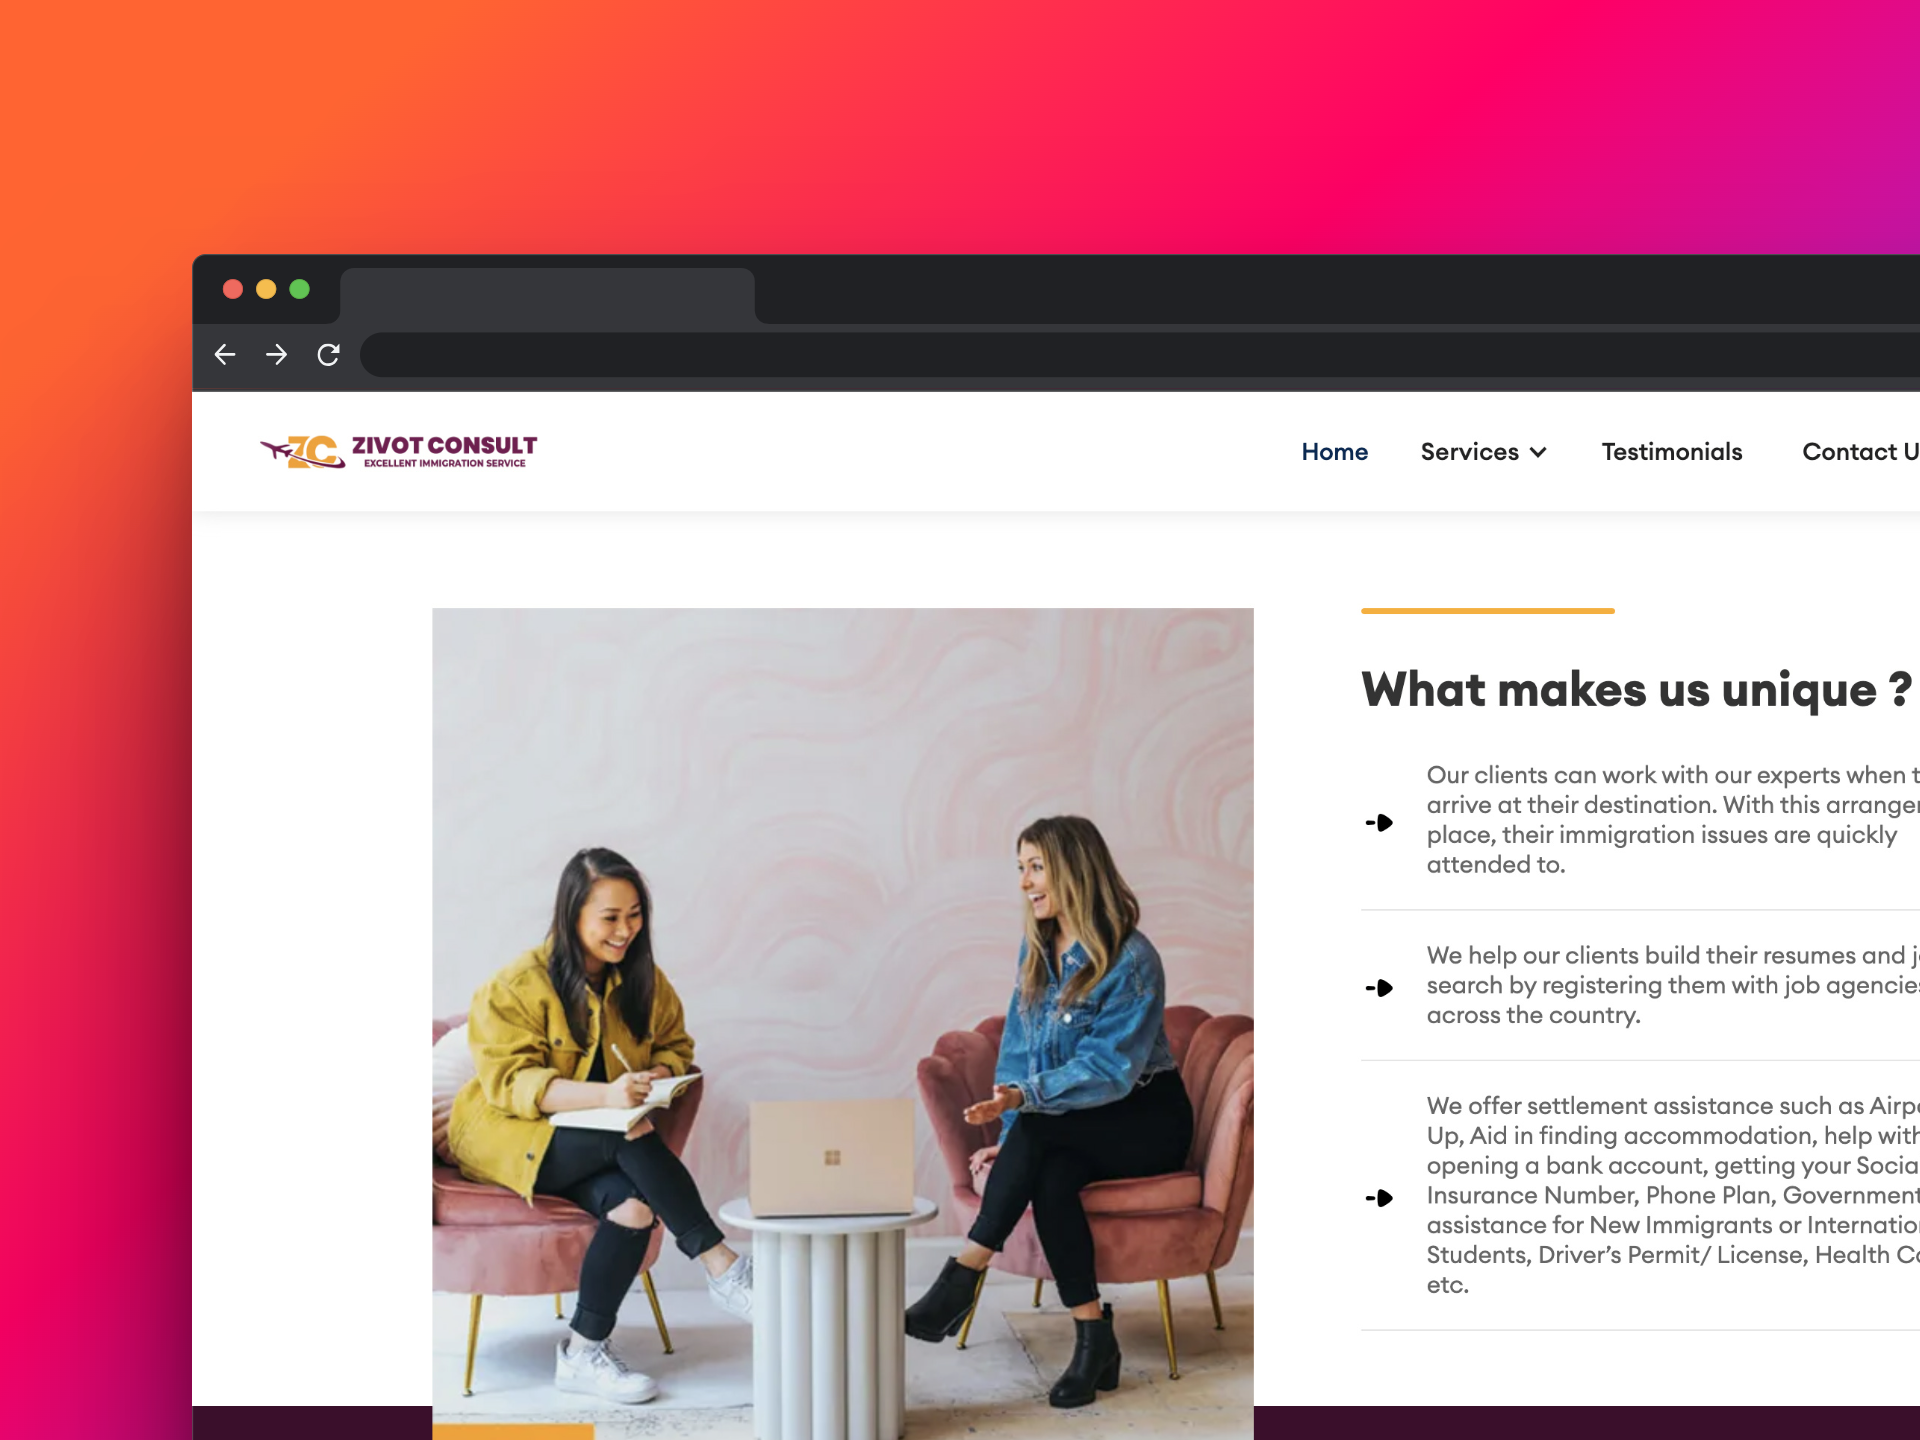 ZC ZIVOT CONSULT
EXCELLENT IMMIGRATION SERVICE
Home Services Testimonials Contact U
What makes us unique ?
Our clients can work with our experts when t
arrive at their destination. With this arrange
place, their immigration issues are quickly
attended to.
We help our clients build their resumes and j
search by registering them with job agencies
across the country.
We offer settlement assistance such as Airp
Up, Aid in finding accommodation, help with
opening a bank account, getting your Socia
Insurance Number, Phone Plan, Government
assistance for New Immigrants or Internatio
Students, Driver’s Permit/ License, Health C
etc.